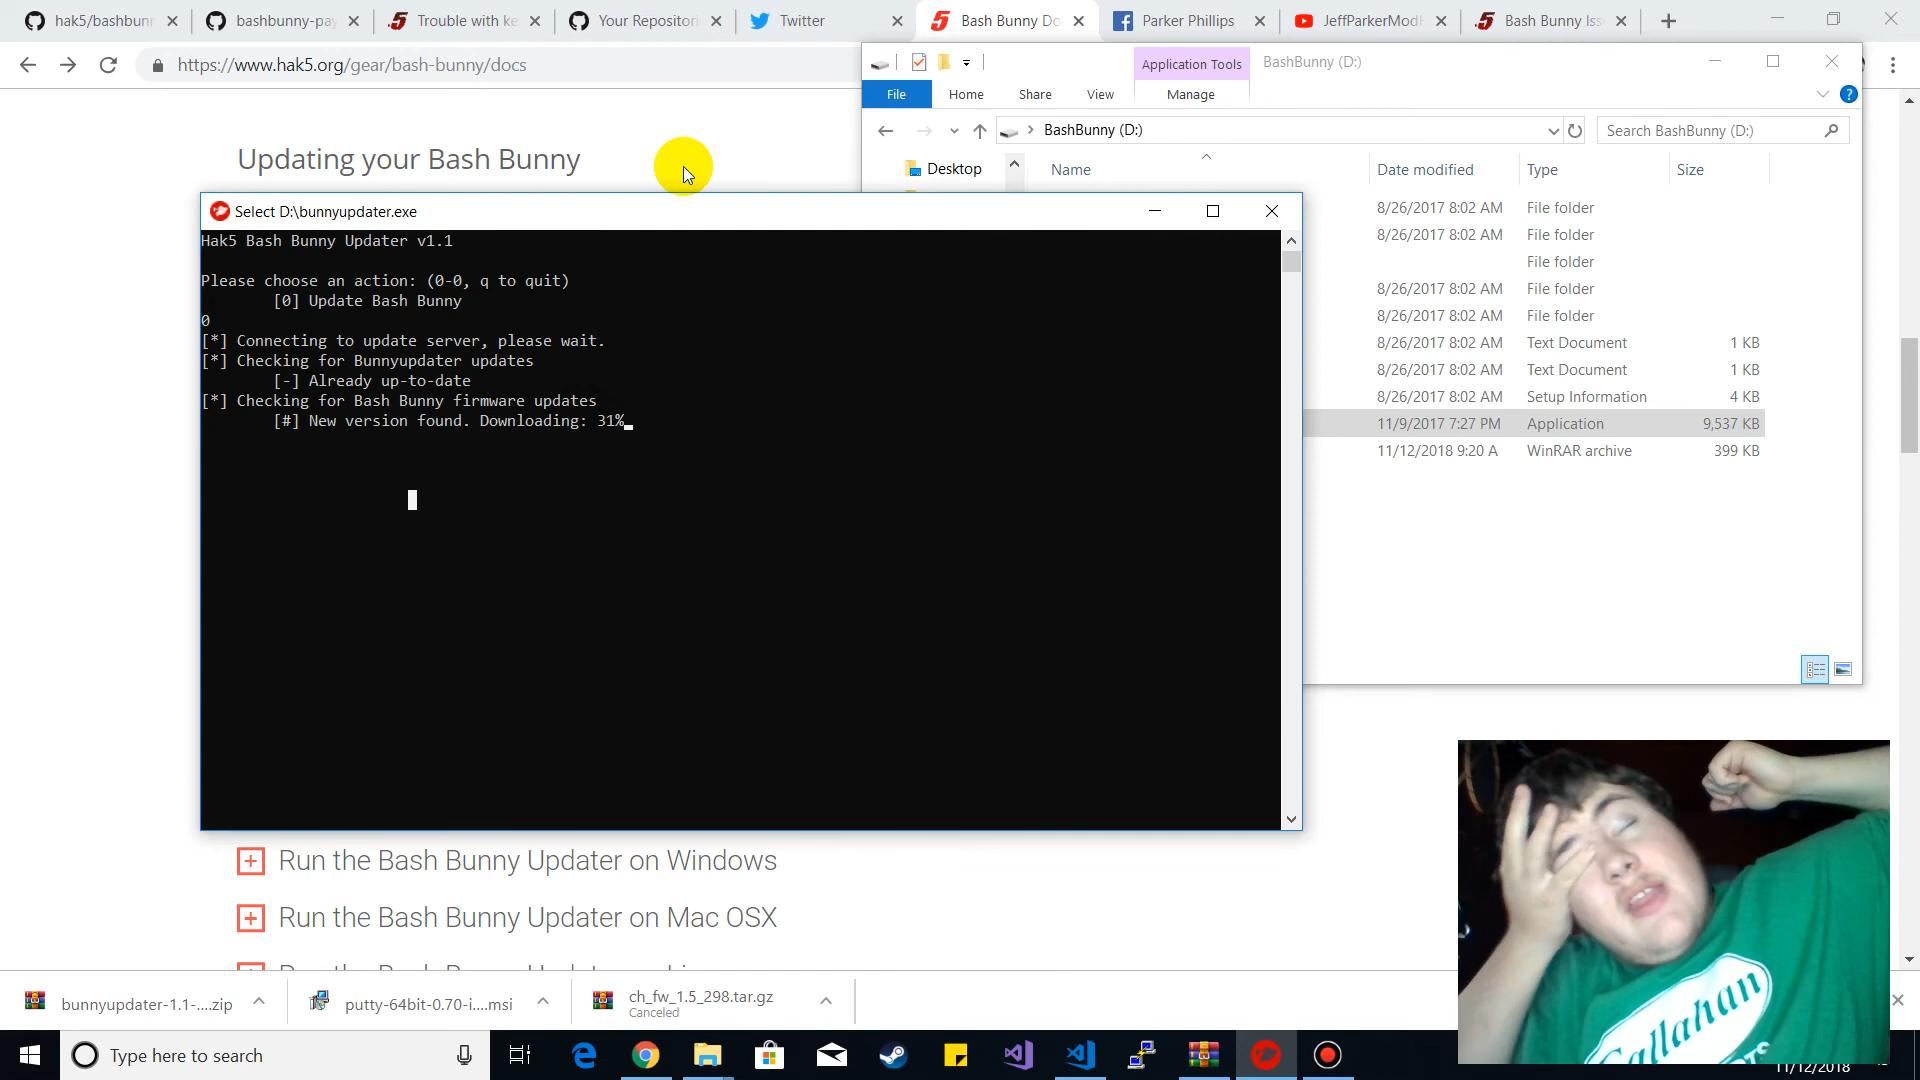 hak5/bashbunn
bashbunny-pay
Trouble with ke
Your Repositori
Twitter
Bash Bunny Do
Parker Phillips
JeffParkerModF
Bash Bunny Iss
https://www.hak5.org/gear/bash-bunny/docs
Application Tools
BashBunny (D:)
File
Home
Share
View
Manage
BashBunny (D:)
Search BashBunny (D:)
Desktop
Name
Date modified
Type
Size
8/26/2017 8:02 AM File folder
8/26/2017 8:02 AM File folder
File folder
8/26/2017 8:02 AM File folder
8/26/2017 8:02 AM File folder
8/26/2017 8:02 AM Text Document 1 KB
8/26/2017 8:02 AM Text Document 1 KB
8/26/2017 8:02 AM Setup Information 4 KB
11/9/2017 7:27 PM Application 9,537 KB
11/12/2018 9:20 A WinRAR archive 399 KB
Updating your Bash Bunny
Select D:\bunnyupdater.exe
Hak5 Bash Bunny Updater v1.1
Please choose an action: (0-0, q to quit)
[0] Update Bash Bunny
0
[*] Connecting to update server, please wait.
[*] Checking for Bunnyupdater updates
[-] Already up-to-date
[*] Checking for Bash Bunny firmware updates
[#] New version found. Downloading: 31%
Run the Bash Bunny Updater on Windows
Run the Bash Bunny Updater on Mac OSX
bunnyupdater-1.1-....zip
putty-64bit-0.70-i....msi
ch_fw_1.5_298.tar.gz
Canceled
Callahan
Type here to search
11/12/2018